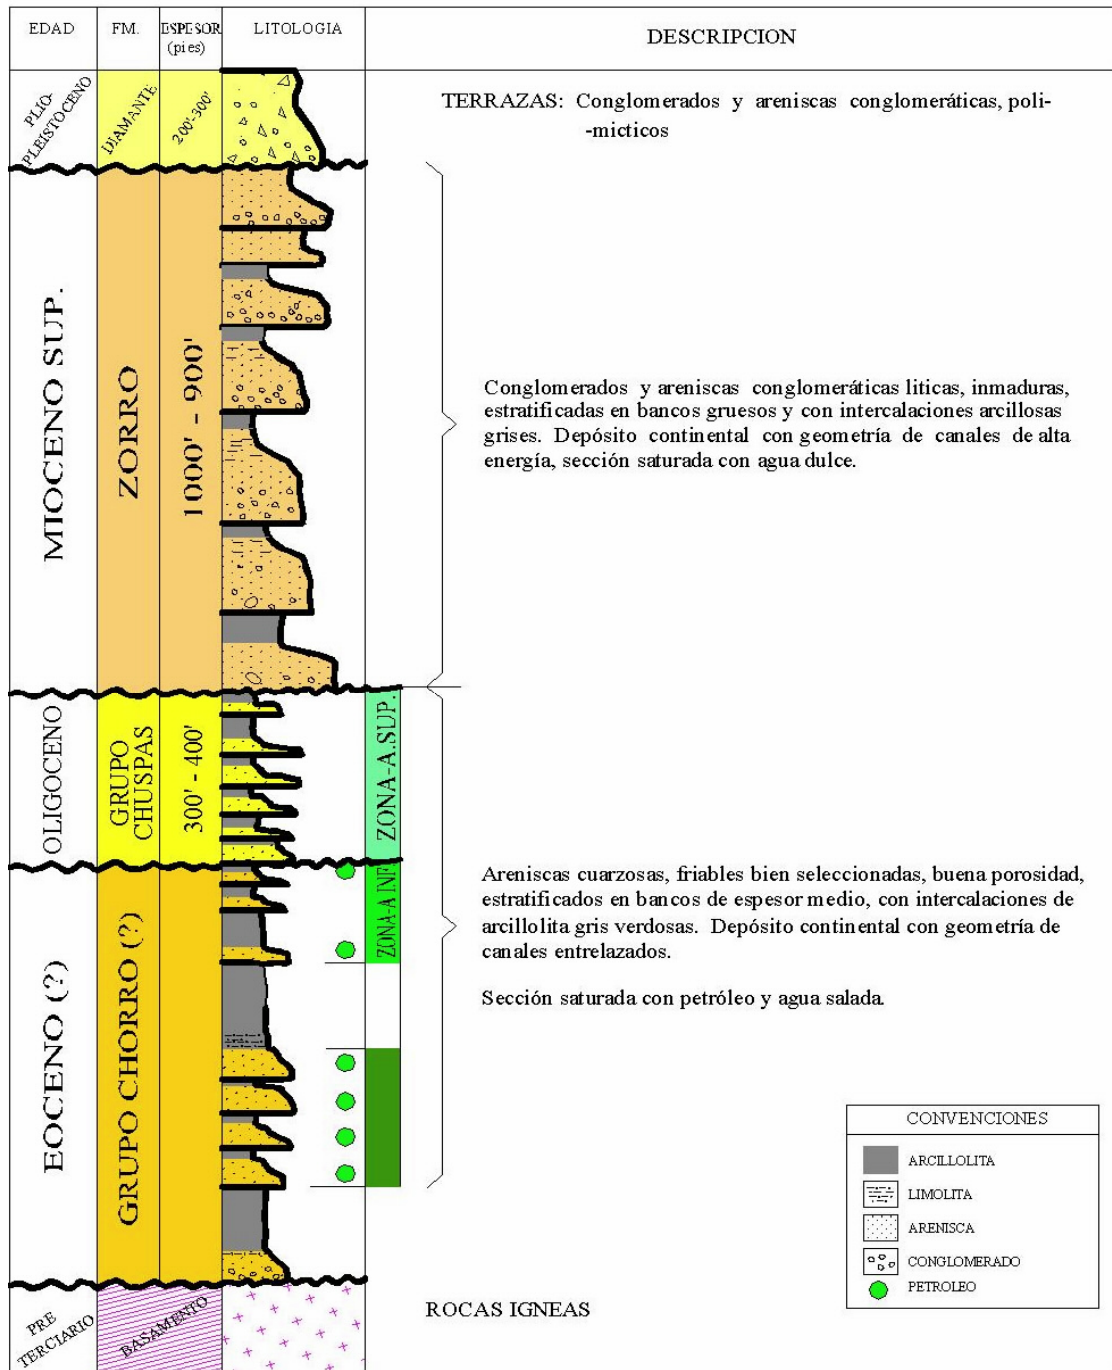 EDAD
FM.
ESPESOR
(pies)
LITOLOGIA
DESCRIPCION
PLIO-
PLEISTOCENO
DIAMANTE
200'-300'
TERRAZAS: Conglomerados y areniscas conglomeráticas, poli-
-micticos
MIOCENO SUP.
ZORRO
1000' - 900'
Conglomerados y areniscas conglomeráticas liticas, inmaduras,
estratificadas en bancos gruesos y con intercalaciones arcillosas
grises. Depósito continental con geometría de canales de alta
energía, sección saturada con agua dulce.
OLIGOCENO
GRUPO
CHUSPAS
300' - 400'
ZONA-A.SUP.
EOCENO (?)
GRUPO CHORRO (?)
ZONA-A INF.
Areniscas cuarzosas, friables bien seleccionadas, buena porosidad,
estratificados en bancos de espesor medio, con intercalaciones de
arcillolita gris verdosas. Depósito continental con geometría de
canales entrelazados.
Sección saturada con petróleo y agua salada.
CONVENCIONES
ARCILLOLITA
LIMOLITA
ARENISCA
CONGLOMERADO
PETROLEO
PRE
TERCIARIO
BASAMENTO
ROCAS IGNEAS